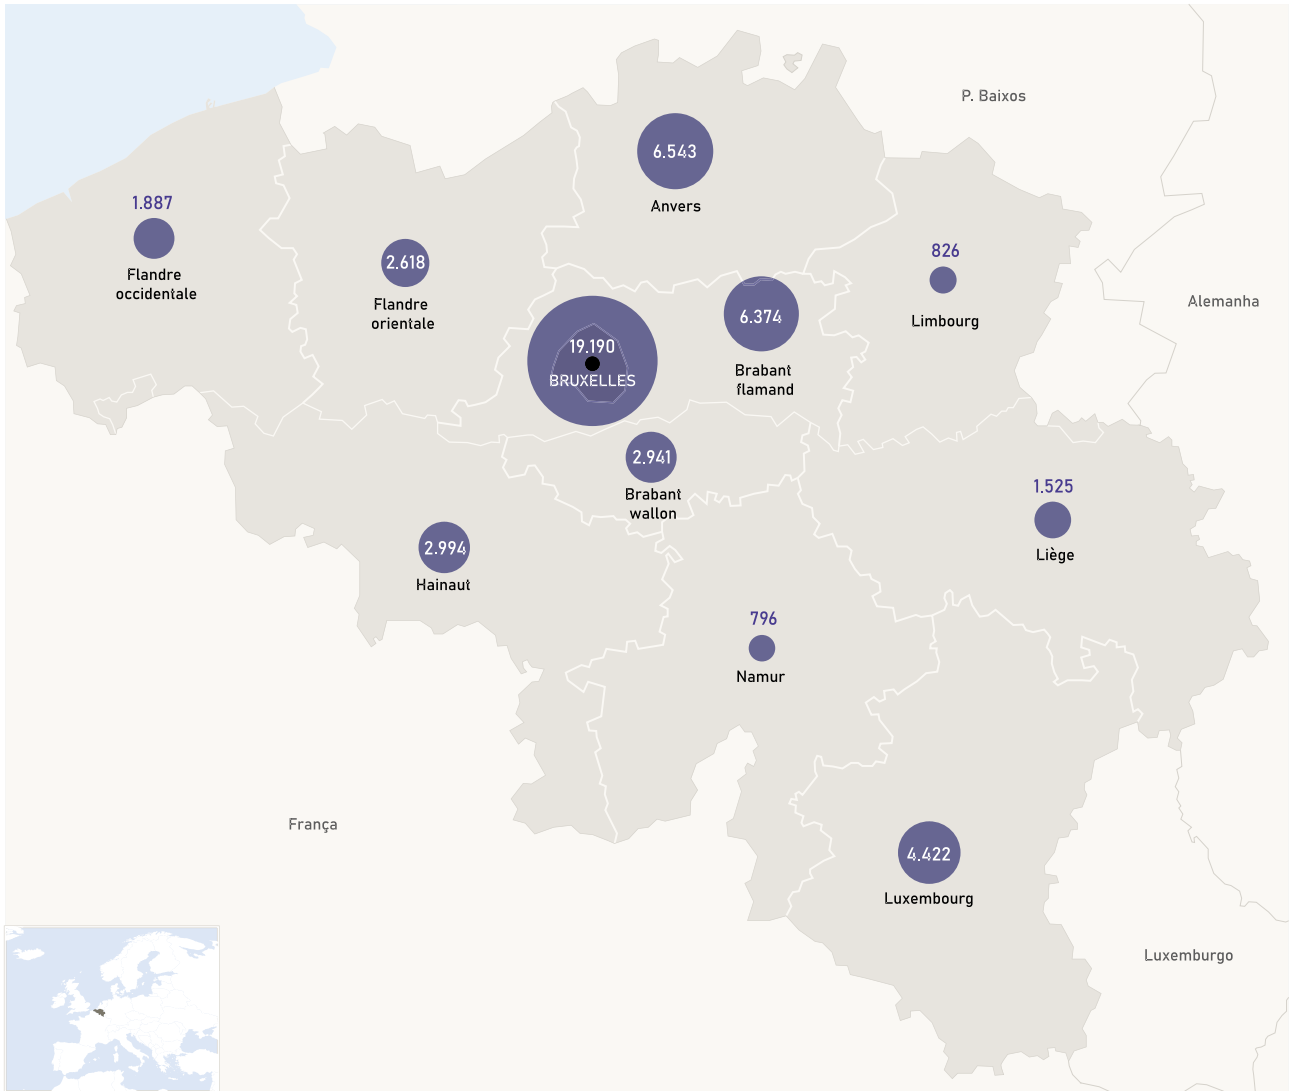 P. Baixos
6.543
Anvers
1.887
Flandre
occidentale
2.618
Flandre
orientale
826
Limbourg
Alemanha
6.374
Brabant
flamand
19.190
BRUXELLES
2.941
Brabant
wallon
1.525
Liège
2.994
Hainaut
796
Namur
França
4.422
Luxembourg
Luxemburgo